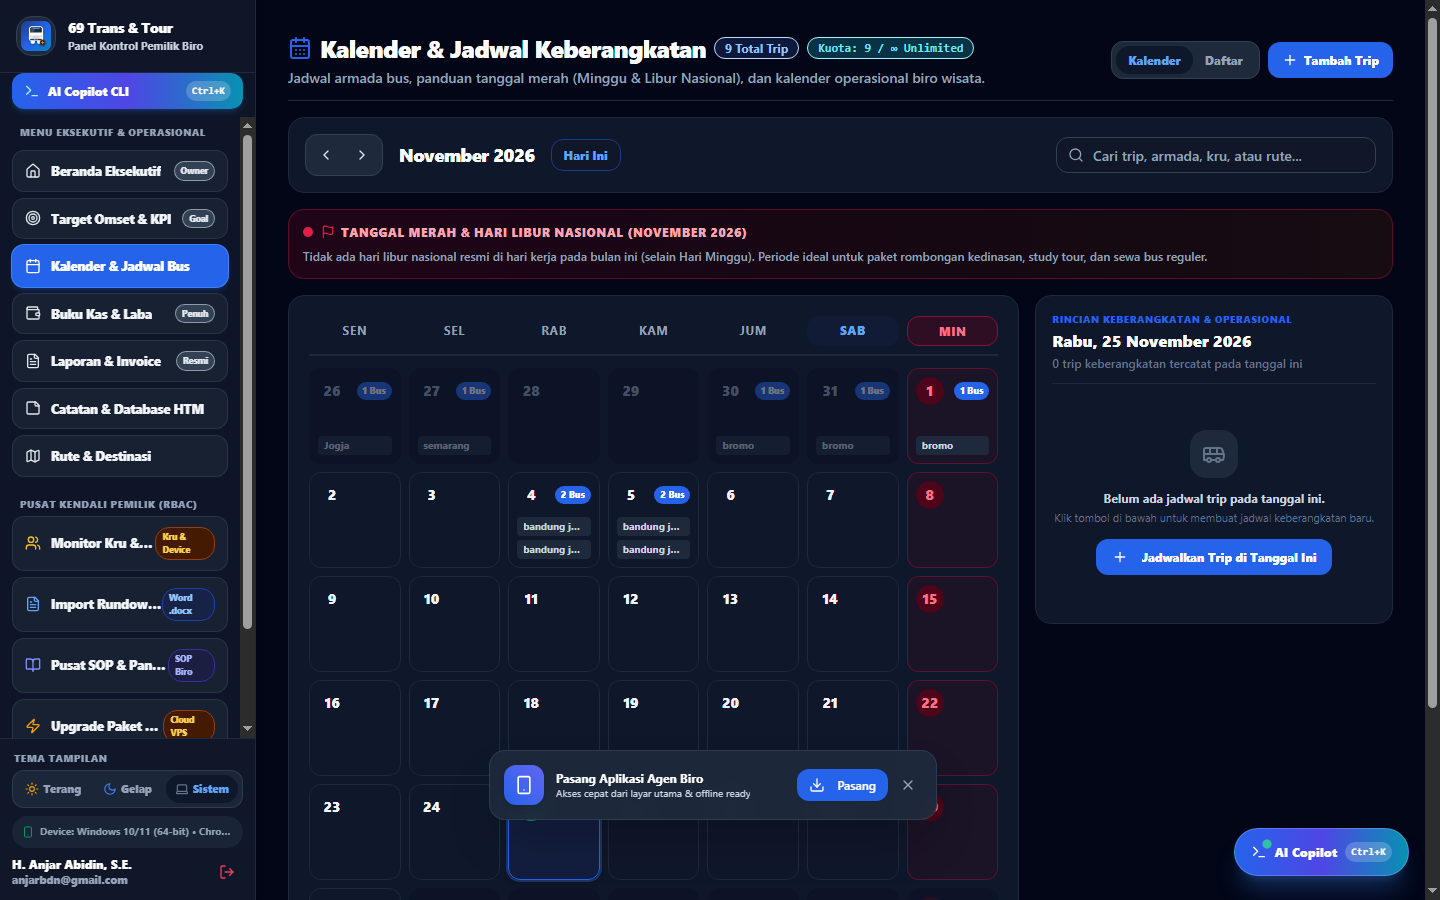 69 Trans & Tour
Panel Kontrol Pemilik Biro
AI Copilot CLI
Ctrl+K
MENU EKSEKUTIF & OPERASIONAL
Beranda Eksekutif
Owner
Target Omset & KPI
Goal
Kalender & Jadwal Bus
Buku Kas & Laba
Penuh
Laporan & Invoice
Resmi
Catatan & Database HTM
Rute & Destinasi
PUSAT KENDALI PEMILIK (RBAC)
Monitor Kru &...
Kru &
Device
Import Rundow...
Word
.docx
Pusat SOP & Pan...
SOP
Biro
Upgrade Paket ...
Cloud
VPS
TEMA TAMPILAN
Terang
Gelap
Sistem
Device: Windows 10/11 (64-bit) • Chro...
H. Anjar Abidin, S.E.
anjarbdn@gmail.com
Kalender & Jadwal Keberangkatan
9 Total Trip
Kuota: 9 / ∞ Unlimited
Jadwal armada bus, panduan tanggal merah (Minggu & Libur Nasional), dan kalender operasional biro wisata.
Kalender
Daftar
Tambah Trip
November 2026
Hari Ini
Cari trip, armada, kru, atau rute...
TANGGAL MERAH & HARI LIBUR NASIONAL (NOVEMBER 2026)
Tidak ada hari libur nasional resmi di hari kerja pada bulan ini (selain Hari Minggu). Periode ideal untuk paket rombongan kedinasan, study tour, dan sewa bus reguler.
SEN SEL RAB KAM JUM SAB MIN
26 1 Bus 27 1 Bus 28 29 30 1 Bus 31 1 Bus 1 1 Bus
Jogja semarang bromo bromo bromo
2 3 4 2 Bus 5 2 Bus 6 7 8
bandung j... bandung j...
bandung j... bandung j...
9 10 11 12 13 14 15
16 17 18 19 20 21 22
23 24
RINCIAN KEBERANGKATAN & OPERASIONAL
Rabu, 25 November 2026
0 trip keberangkatan tercatat pada tanggal ini
Belum ada jadwal trip pada tanggal ini.
Klik tombol di bawah untuk membuat jadwal keberangkatan baru.
Jadwalkan Trip di Tanggal Ini
Pasang Aplikasi Agen Biro
Akses cepat dari layar utama & offline ready
Pasang
AI Copilot
Ctrl+K